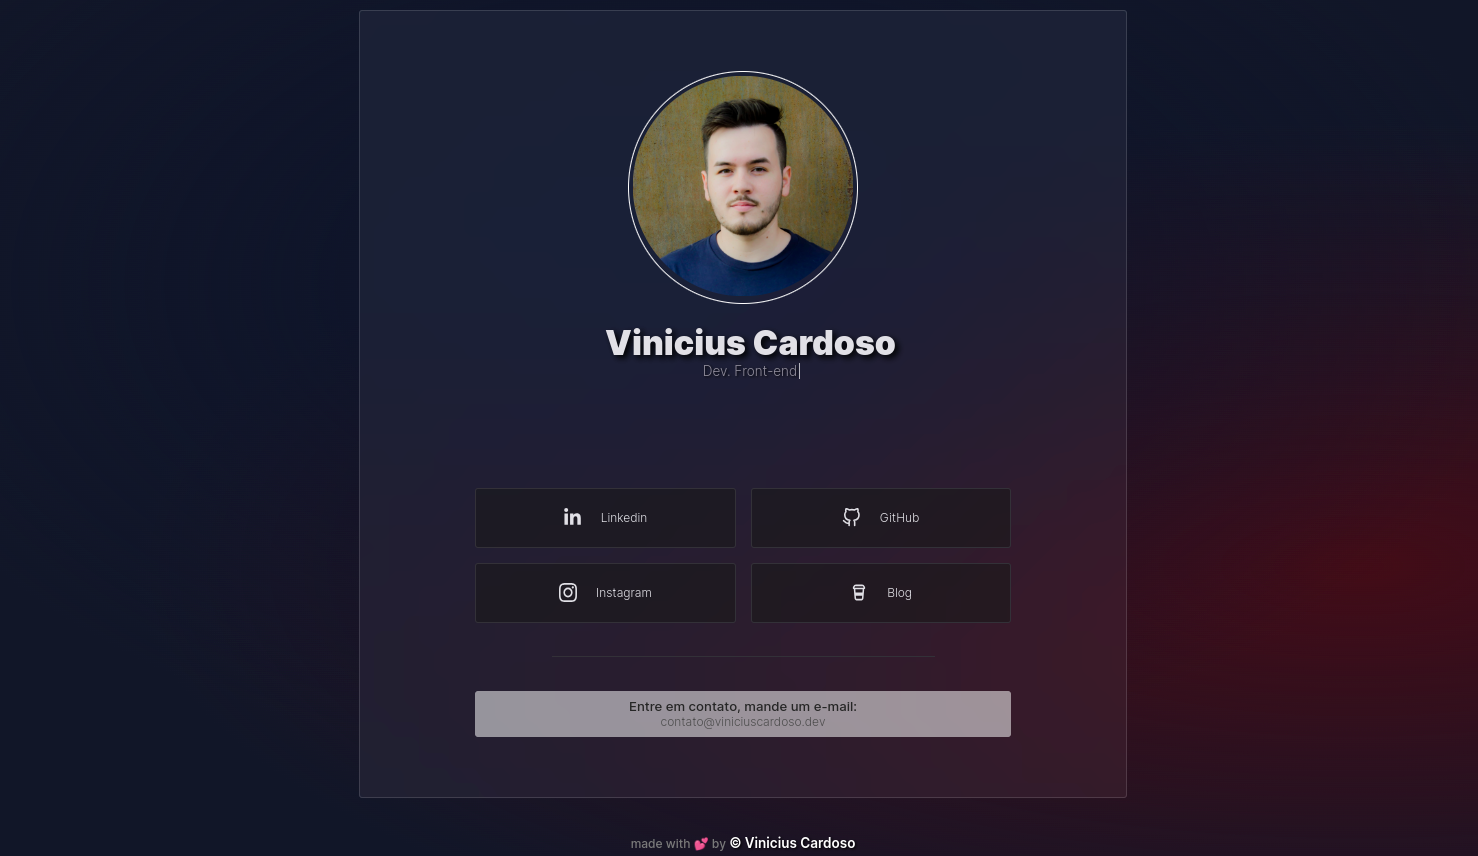 Vinicius Cardoso
Dev. Front-end
Linkedin
GitHub
Instagram
Blog
Entre em contato, mande um e-mail:
contato@viniciuscardoso.dev
made with 💕 by © Vinicius Cardoso